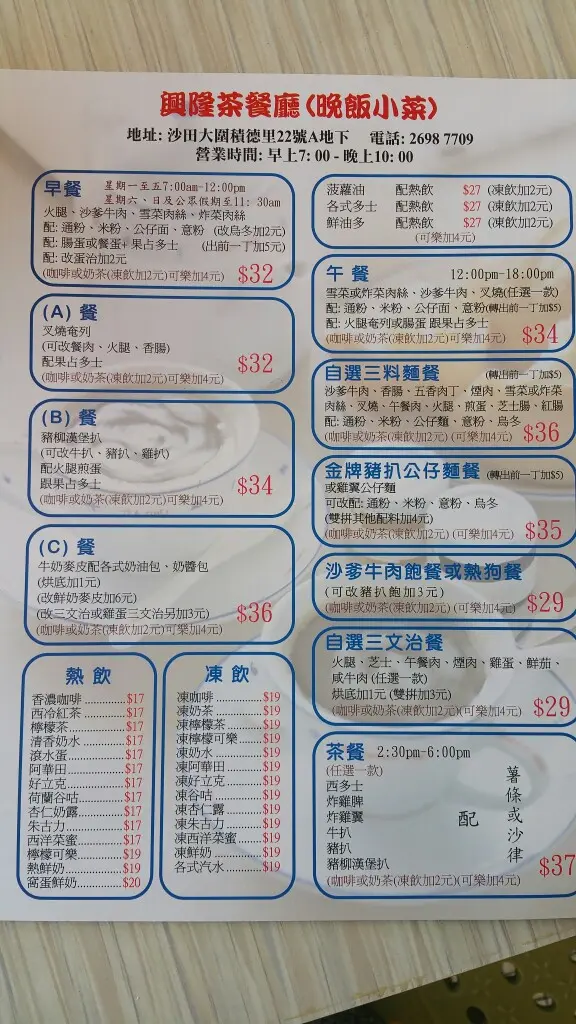 興隆茶餐廳(晚飯小菜)
地址: 沙田大圍積德里22號A地下 電話: 2698 7709
營業時間: 早上7: 00 - 晚上10: 00
早餐 星期一至五7:00am-12:00pm
星期六、日及公眾假期至11: 30am
火腿、沙爹牛肉、雪菜肉絲、炸菜肉絲
配: 通粉、米粉、公仔面、意粉 (改烏冬加2元)
配: 腸蛋或餐蛋+果占多士 (出前一丁加5元)
配: 改蛋治加2元
(咖啡或奶茶(凍飲加2元)可樂加4元) $32
(A) 餐
叉燒奄列
(可改餐肉、火腿、香腸)
配果占多士
(咖啡或奶茶(凍飲加2元)可樂加4元) $32
(B) 餐
豬柳漢堡扒
(可改牛扒、豬扒、雞扒)
配火腿煎蛋
跟果占多士
(咖啡或奶茶(凍飲加2元)可樂加4元) $34
(C) 餐
牛奶麥皮配各式奶油包、奶醬包
(烘底加1元)
(改鮮奶麥皮加6元)
(改三文治或雞蛋三文治另加3元)
(咖啡或奶茶(凍飲加2元)可樂加4元) $36
熱飲
香濃咖啡 $17
西冷紅茶 $17
檸檬茶 $17
清香奶水 $17
滾水蛋 $17
阿華田 $17
好立克 $17
荷蘭谷咕 $17
杏仁奶露 $17
朱古力 $17
西洋菜蜜 $17
檸檬可樂 $19
熱鮮奶 $19
窩蛋鮮奶 $20
凍飲
凍咖啡 $19
凍奶茶 $19
凍檸檬茶 $19
凍檸檬可樂 $19
凍奶水 $19
凍阿華田 $19
凍好立克 $19
凍谷咕 $19
凍杏仁露 $19
凍朱古力 $19
凍西洋菜蜜 $19
凍鮮奶 $19
各式汽水 $19
菠蘿油 配熱飲 $27 (凍飲加2元)
各式多士 配熱飲 $27 (凍飲加2元)
鮮油多 配熱飲 $27 (凍飲加2元)
(可樂加4元)
午餐 12:00pm-18:00pm
雪菜或炸菜肉絲、沙爹牛肉、叉燒(任選一款)
配: 通粉、米粉、公仔面、意粉(轉出前一丁加$5)
配: 火腿奄列或腸蛋 跟果占多士
(咖啡或奶茶(凍飲加2元)可樂加4元) $34
自選三料麵餐 (轉出前一丁加$5)
沙爹牛肉、香腸、五香肉丁、煙肉、雪菜或炸菜
肉絲、叉燒、午餐肉、火腿、煎蛋、芝士腸、紅腸
配: 通粉、米粉、公仔麵、意粉、烏冬
(咖啡或奶茶(凍飲加2元) (可樂加4元) $36
金牌豬扒公仔麵餐 (轉出前一丁加$5)
或雞翼公仔麵
可改配: 通粉、米粉、意粉、烏冬
(雙拼其他配料加4元)
(咖啡或奶茶(凍飲加2元)(可樂加4元) $35
沙爹牛肉飽餐或熱狗餐
(可改豬扒飽加3元)
(咖啡或奶茶(凍飲加2元) (可樂加4元) $29
自選三文治餐
火腿、芝士、午餐肉、煙肉、雞蛋、鮮茄、
咸牛肉 (任選一款)
烘底加1元 (雙拼加3元)
(咖啡或奶茶(凍飲加2元)(可樂加4元) $29
茶餐 2:30pm-6:00pm
(任選一款)
西多士
炸雞脾
炸雞翼
牛扒
豬扒
豬柳漢堡扒
配
薯條或沙律
(咖啡或奶茶(凍飲加2元)(可樂加4元) $37